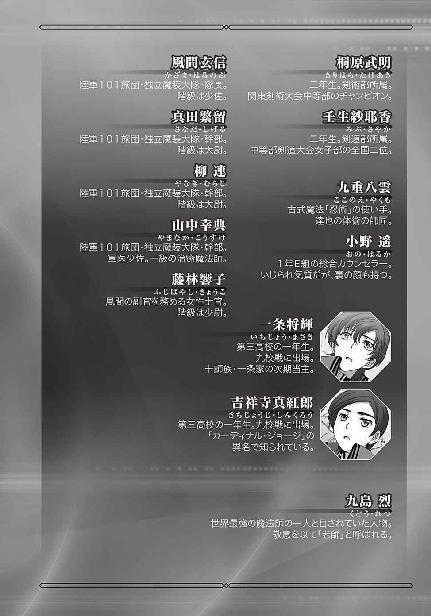 桐原武明
きりはら・たけあき
二年生。剣術部所属。
関東剣術大会中等部のチャンピオン。
壬生紗耶香
みぶ・さやか
二年生。剣道部所属。
中等部剣道大会女子部の全国二位。
九重八雲
ここのえ・やくも
古式魔法「忍術」の使い手。
達也の体術の師匠。
小野 遥
おの・はるか
1年E組の総合カウンセラー。
いじられ気質だが、裏の顔も持つ。
風間玄信
かざま・はるのぶ
陸軍101旅団・独立魔装大隊・隊長。
階級は少佐。
真田繁留
さなだ・しげる
陸軍101旅団・独立魔装大隊・幹部。
階級は大尉。
柳 連
やなぎ・むらじ
陸軍101旅団・独立魔装大隊・幹部。
階級は大尉。
山中幸典
やまなか・こうすけ
陸軍101旅団・独立魔装大隊・幹部。
軍医少佐。一級の治癒魔法師。
藤林響子
ふじばやし・きょうこ
風間の副官を務める女性士官。
階級は少尉。
一条将輝
いちじょう・まさき
第三高校の一年生。
九校戦に出場。
十師族・一条家の次期当主。
吉祥寺真紅郎
きちじょうじ・しんくろう
第三高校の一年生。九校戦に出場。
「カーディナル・ジョージ」の
異名で知られている。
九島 烈
くどう・れつ
世界最強の魔法師の一人と目されていた人物。
敬意を以て「老師」と呼ばれる。